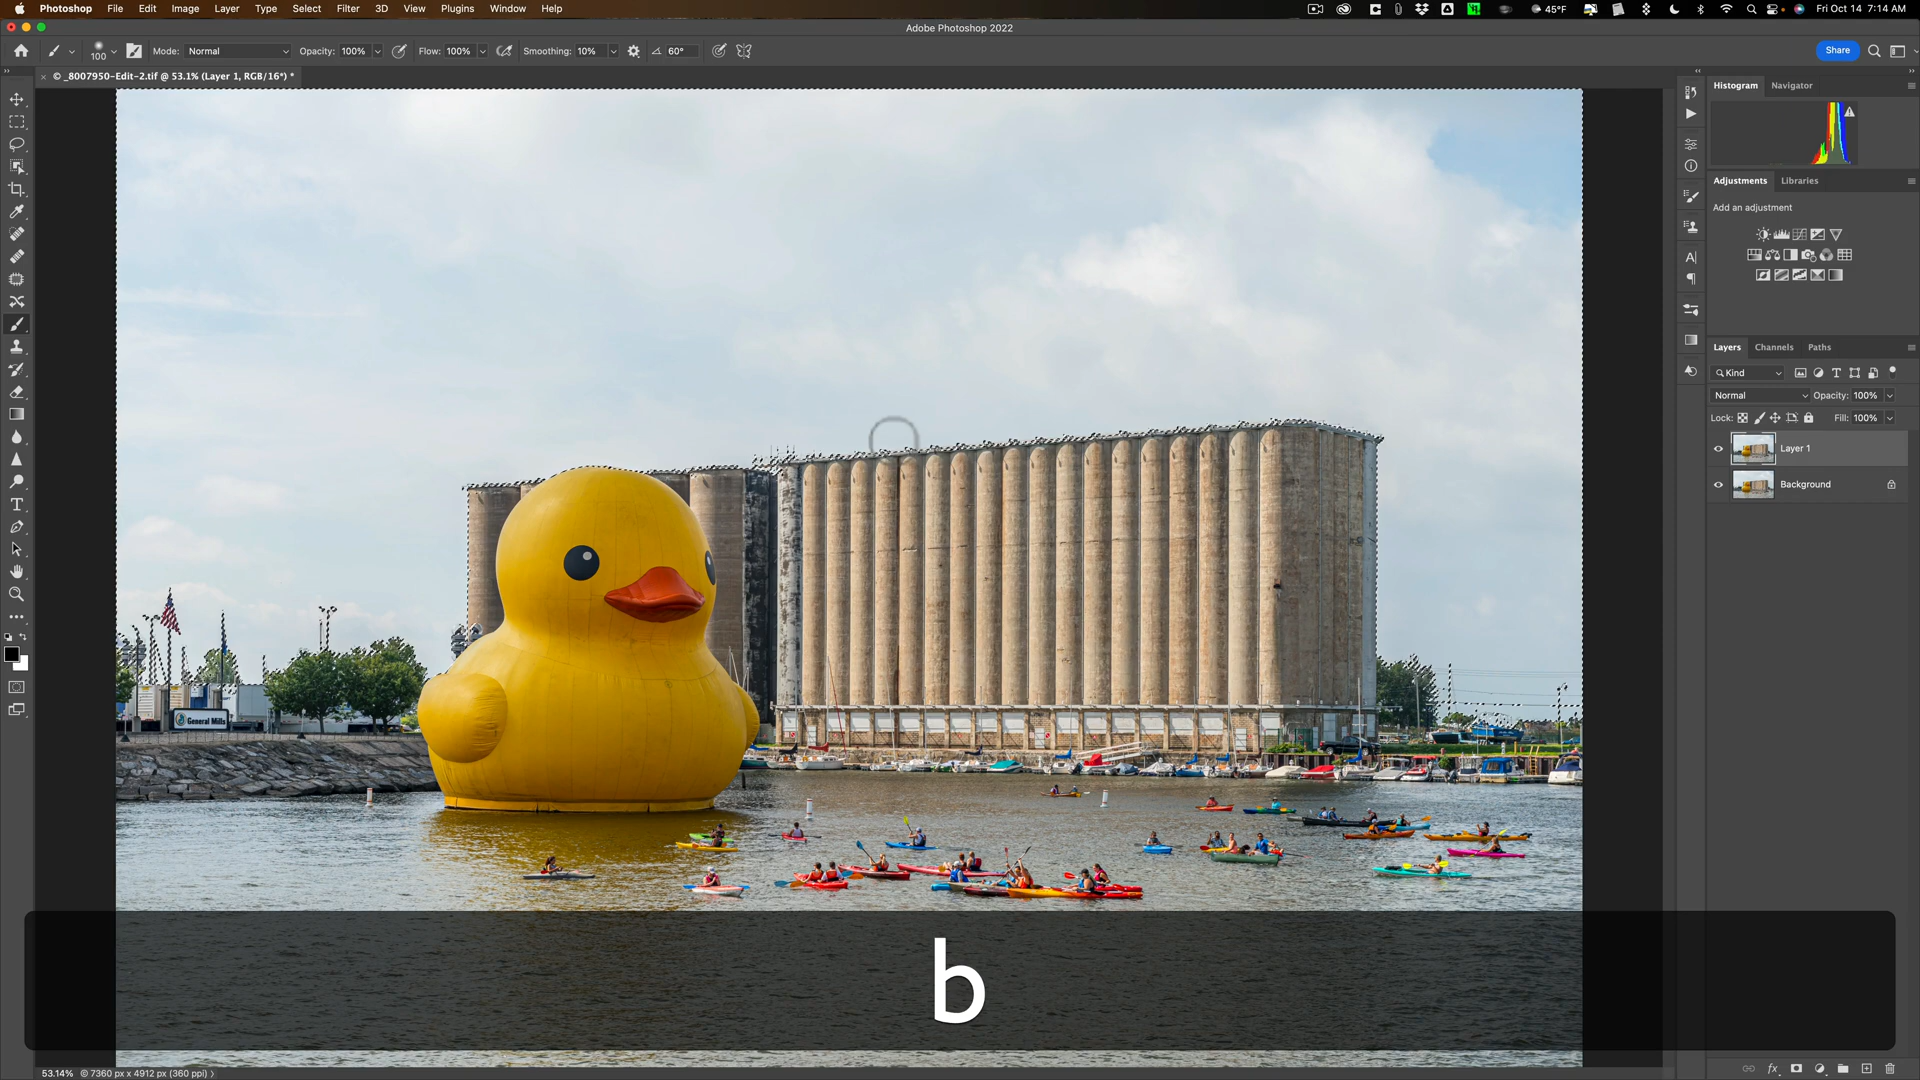 Photoshop File Edit Image Layer Type Select Filter 3D View Plugins Window Help 45°F Fri Oct 14 7:14 AM
Adobe Photoshop 2022
100 Mode: Normal Opacity: 100% Flow: 100% Smoothing: 10% 60° Share
× © _8007950-Edit-2.tif @ 53.1% (Layer 1, RGB/16*) *
Histogram Navigator
Adjustments Libraries
Add an adjustment
Layers Channels Paths
Kind
Normal Opacity: 100%
Lock: Fill: 100%
Layer 1
Background
General Mills
b
53.14% © 7360 px x 4912 px (360 ppi)